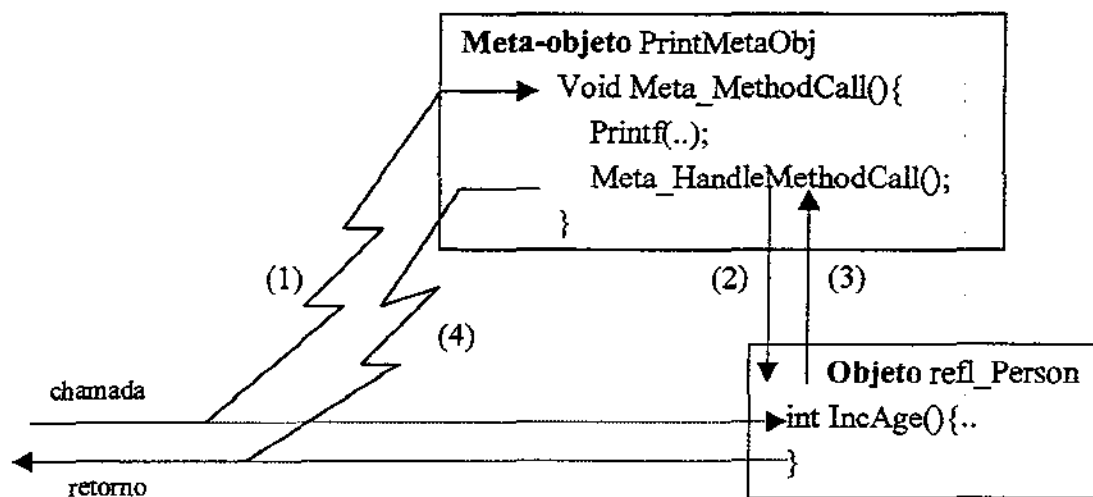 Meta-objeto PrintMetaObj
Void Meta_MethodCall(){
Printf(..);
Meta_HandleMethodCall();
}
(1)
(2)
(3)
(4)
Objeto refl_Person
chamada
int IncAge(){..
}
retorno